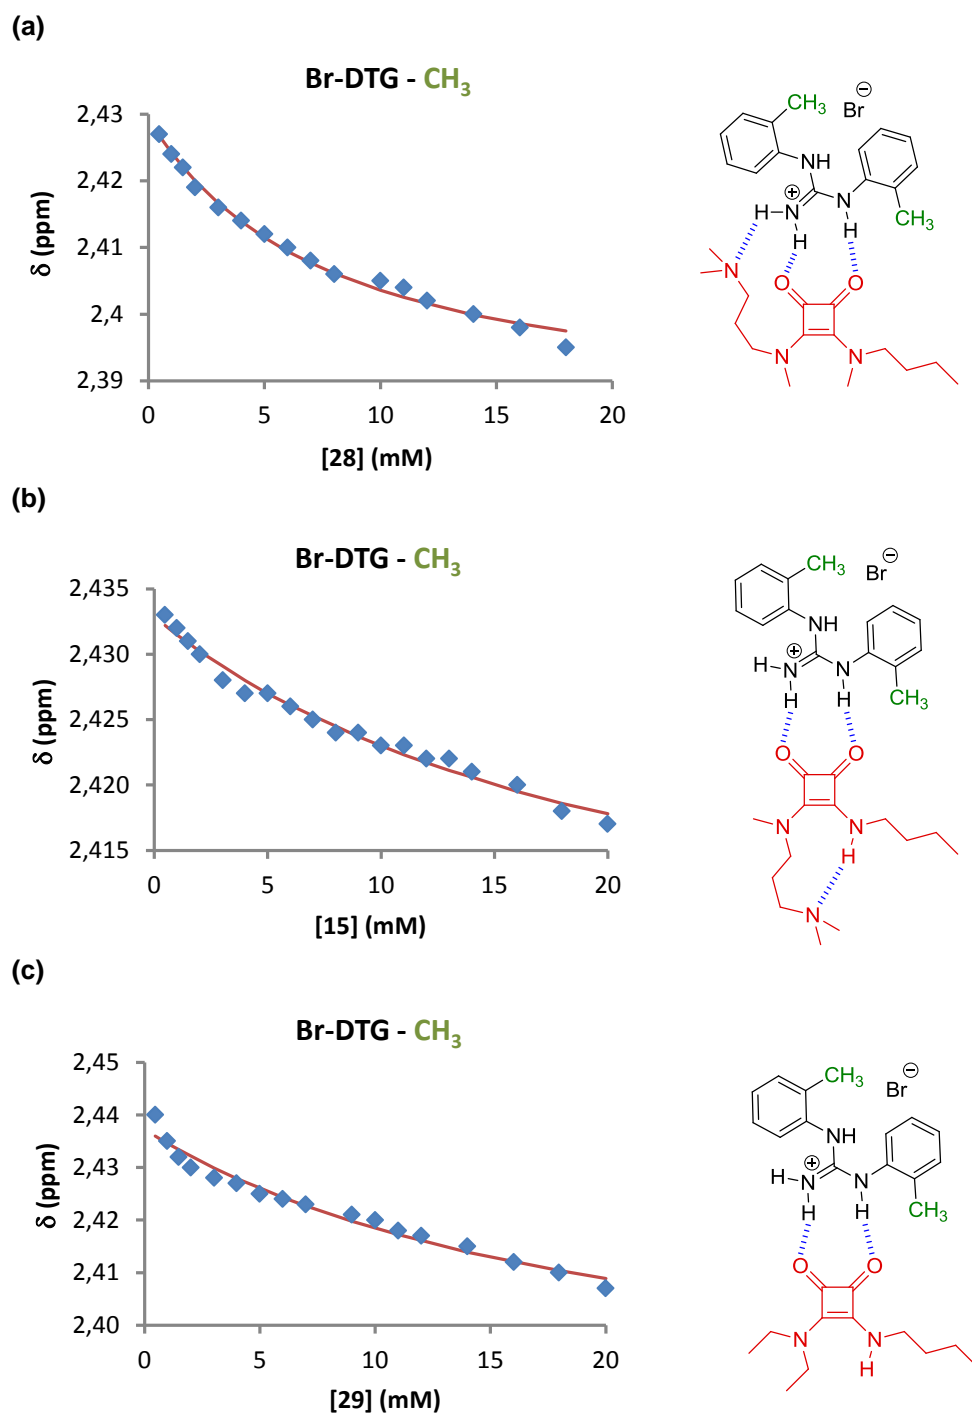 (a)
Br-DTG - CH3
2,43
2,42
2,41
2,4
2,39
δ (ppm)
0 5 10 15 20
[28] (mM)
CH3
Br ⊖
NH
⊕
H N N
H H
CH3
N
O O
N N
(b)
Br-DTG - CH3
2,435
2,430
2,425
2,420
2,415
δ (ppm)
0 5 10 15 20
[15] (mM)
CH3
Br ⊖
NH
⊕
H N N
H H
CH3
O O
N N
H
N
(c)
Br-DTG - CH3
2,45
2,44
2,43
2,42
2,41
2,40
δ (ppm)
0 5 10 15 20
[29] (mM)
CH3
Br ⊖
NH
⊕
H N N
H H
CH3
O O
N N
H